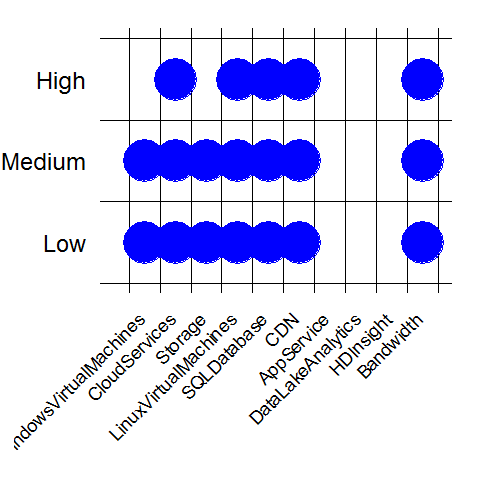 High
Medium
Low
ndowsVirtualMachines
CloudServices
Storage
LinuxVirtualMachines
SQLDatabase
CDN
AppService
DataLakeAnalytics
HDInsight
Bandwidth